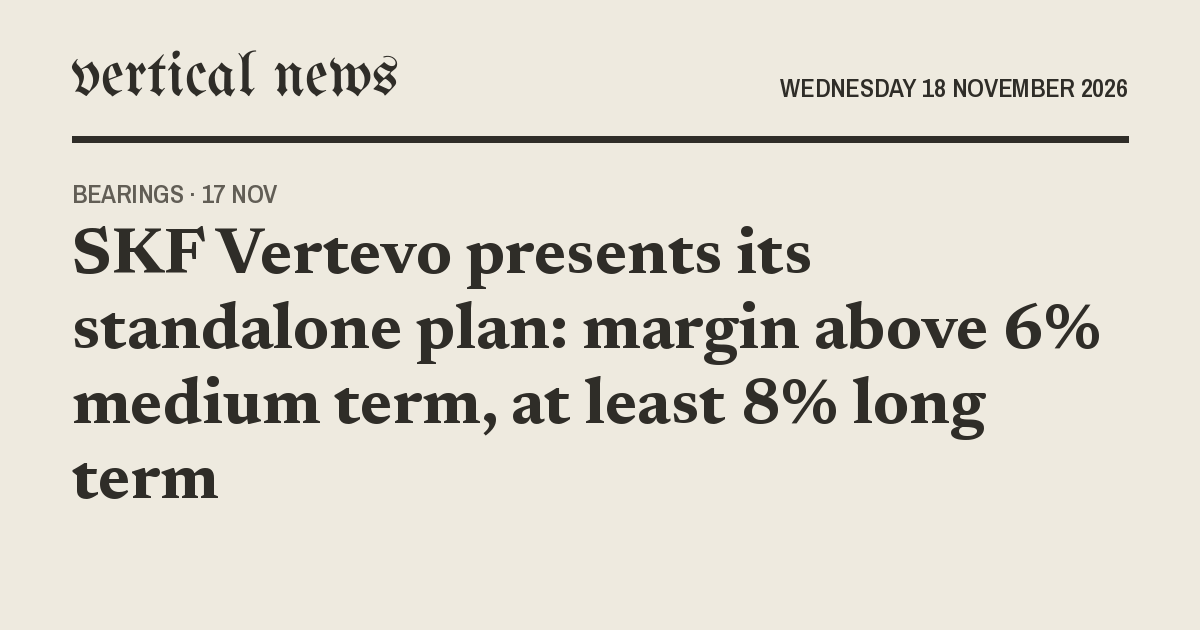 vertical news
WEDNESDAY 18 NOVEMBER 2026
BEARINGS · 17 NOV
SKF Vertevo presents its
standalone plan: margin above 6%
medium term, at least 8% long
term